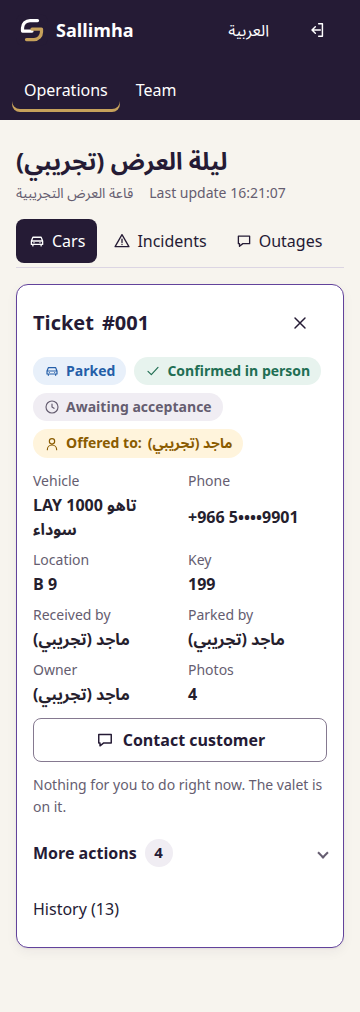 Sallimha
العربية
Operations Team
ليلة العرض (تجريبي)
قاعة العرض التجريبية Last update 16:21:07
Cars Incidents Outages
Ticket #001
Parked Confirmed in person
Awaiting acceptance
Offered to: ماجد (تجريبي)
Vehicle Phone
LAY 1000 تاهو
سوداء
+966 5••••9901
Location Key
B 9 199
Received by Parked by
ماجد (تجريبي) ماجد (تجريبي)
Owner Photos
ماجد (تجريبي) 4
Contact customer
Nothing for you to do right now. The valet is
on it.
More actions 4
History (13)